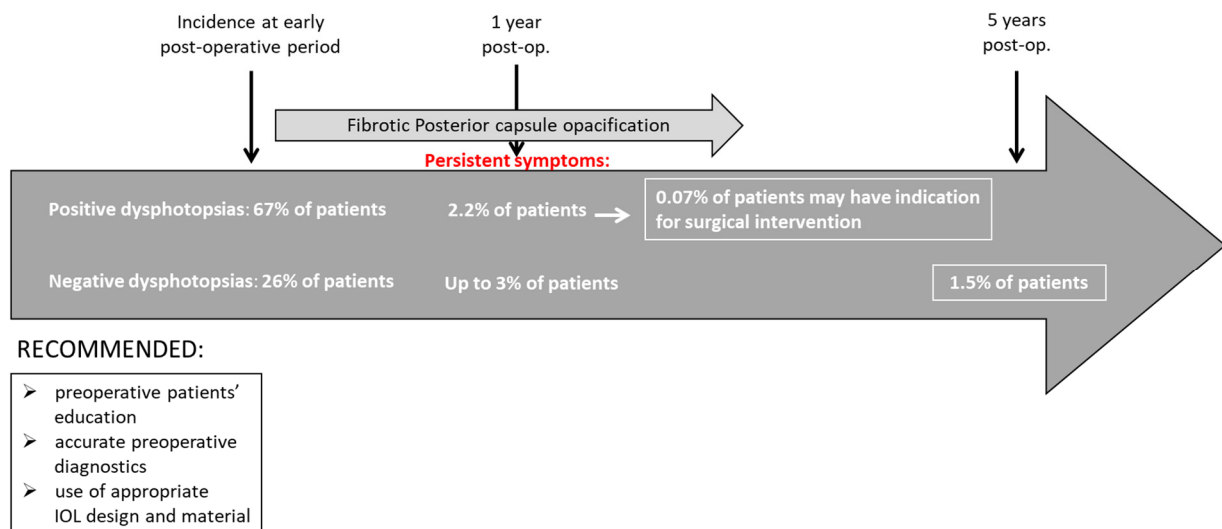 Incidence at early
post-operative period
1 year
post-op.
5 years
post-op.
Fibrotic Posterior capsule opacification
Persistent symptoms:
Positive dysphotopsias: 67% of patients
2.2% of patients
0.07% of patients may have indication
for surgical intervention
Negative dysphotopsias: 26% of patients
Up to 3% of patients
1.5% of patients
RECOMMENDED:
➢ preoperative patients’
education
➢ accurate preoperative
diagnostics
➢ use of appropriate
IOL design and material